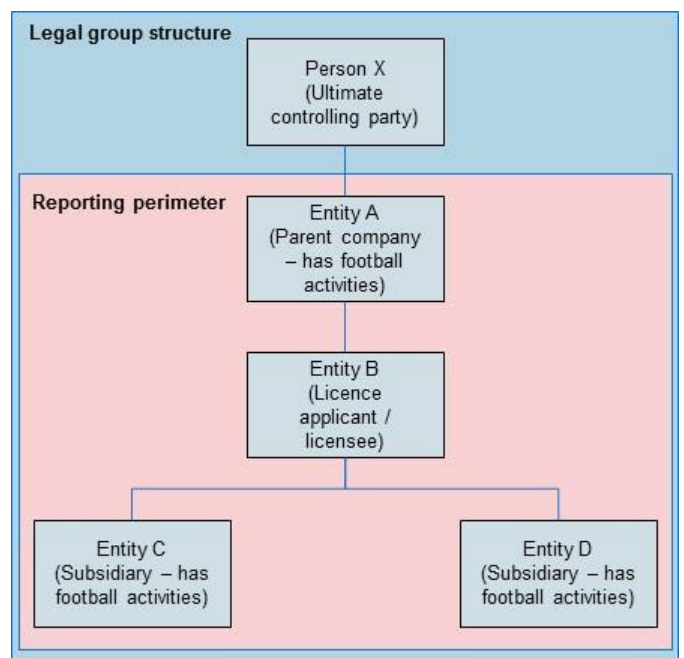 Legal group structure
Person X
(Ultimate
controlling party)
Reporting perimeter
Entity A
(Parent company
– has football
activities)
Entity B
(Licence
applicant /
licensee)
Entity C
(Subsidiary – has
football activities)
Entity D
(Subsidiary – has
football activities)